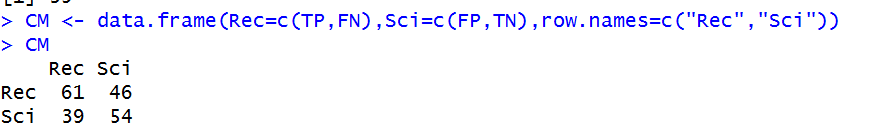 > CM <- data.frame(Rec=c(TP,FN),Sci=c(FP,TN),row.names=c("Rec","Sci"))
> CM
    Rec Sci
Rec  61  46
Sci  39  54